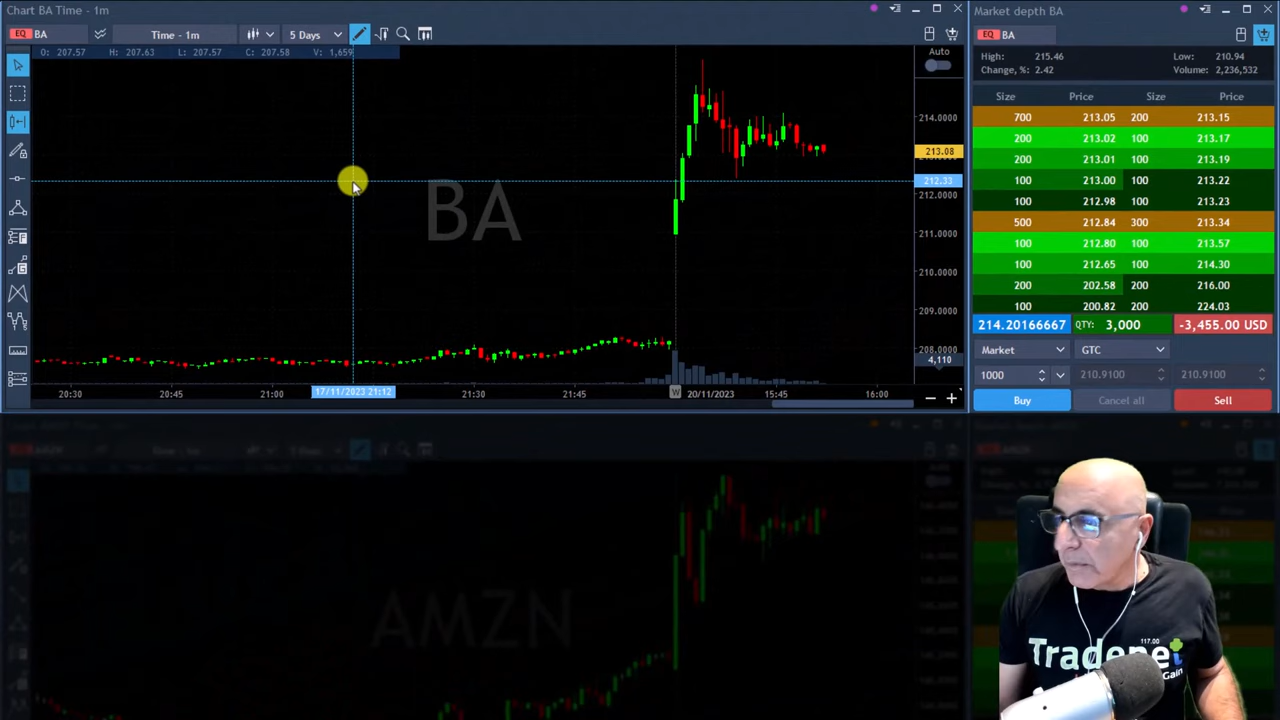 Chart BA Time - 1m
EQ BA
Time - 1m
5 Days
O: 207.57 H: 207.63 L: 207.57 C: 207.58 V: 1,659
Auto
BA
214.0000
213.08
212.33
212.0000
211.0000
210.0000
209.0000
208.0000
4,110
20:30
20:45
21:00
17/11/2023 21:12
21:30
21:45
W
20/11/2023
15:45
16:00
Market depth BA
EQ BA
High: 215.46 Low: 210.94
Change, %: 2.42 Volume: 2,236,532
Size Price Size Price
700 213.05 200 213.15
200 213.02 100 213.17
200 213.01 100 213.19
100 213.00 100 213.22
100 212.98 100 213.23
500 212.84 300 213.34
100 212.80 100 213.57
100 212.65 100 214.30
200 202.58 200 216.00
100 200.82 100 224.03
214.20166667 QTY: 3,000 -3,455.00 USD
Market GTC
1000 210.9100 210.9100
Buy Cancel all Sell
AMZN
117.00
Gain